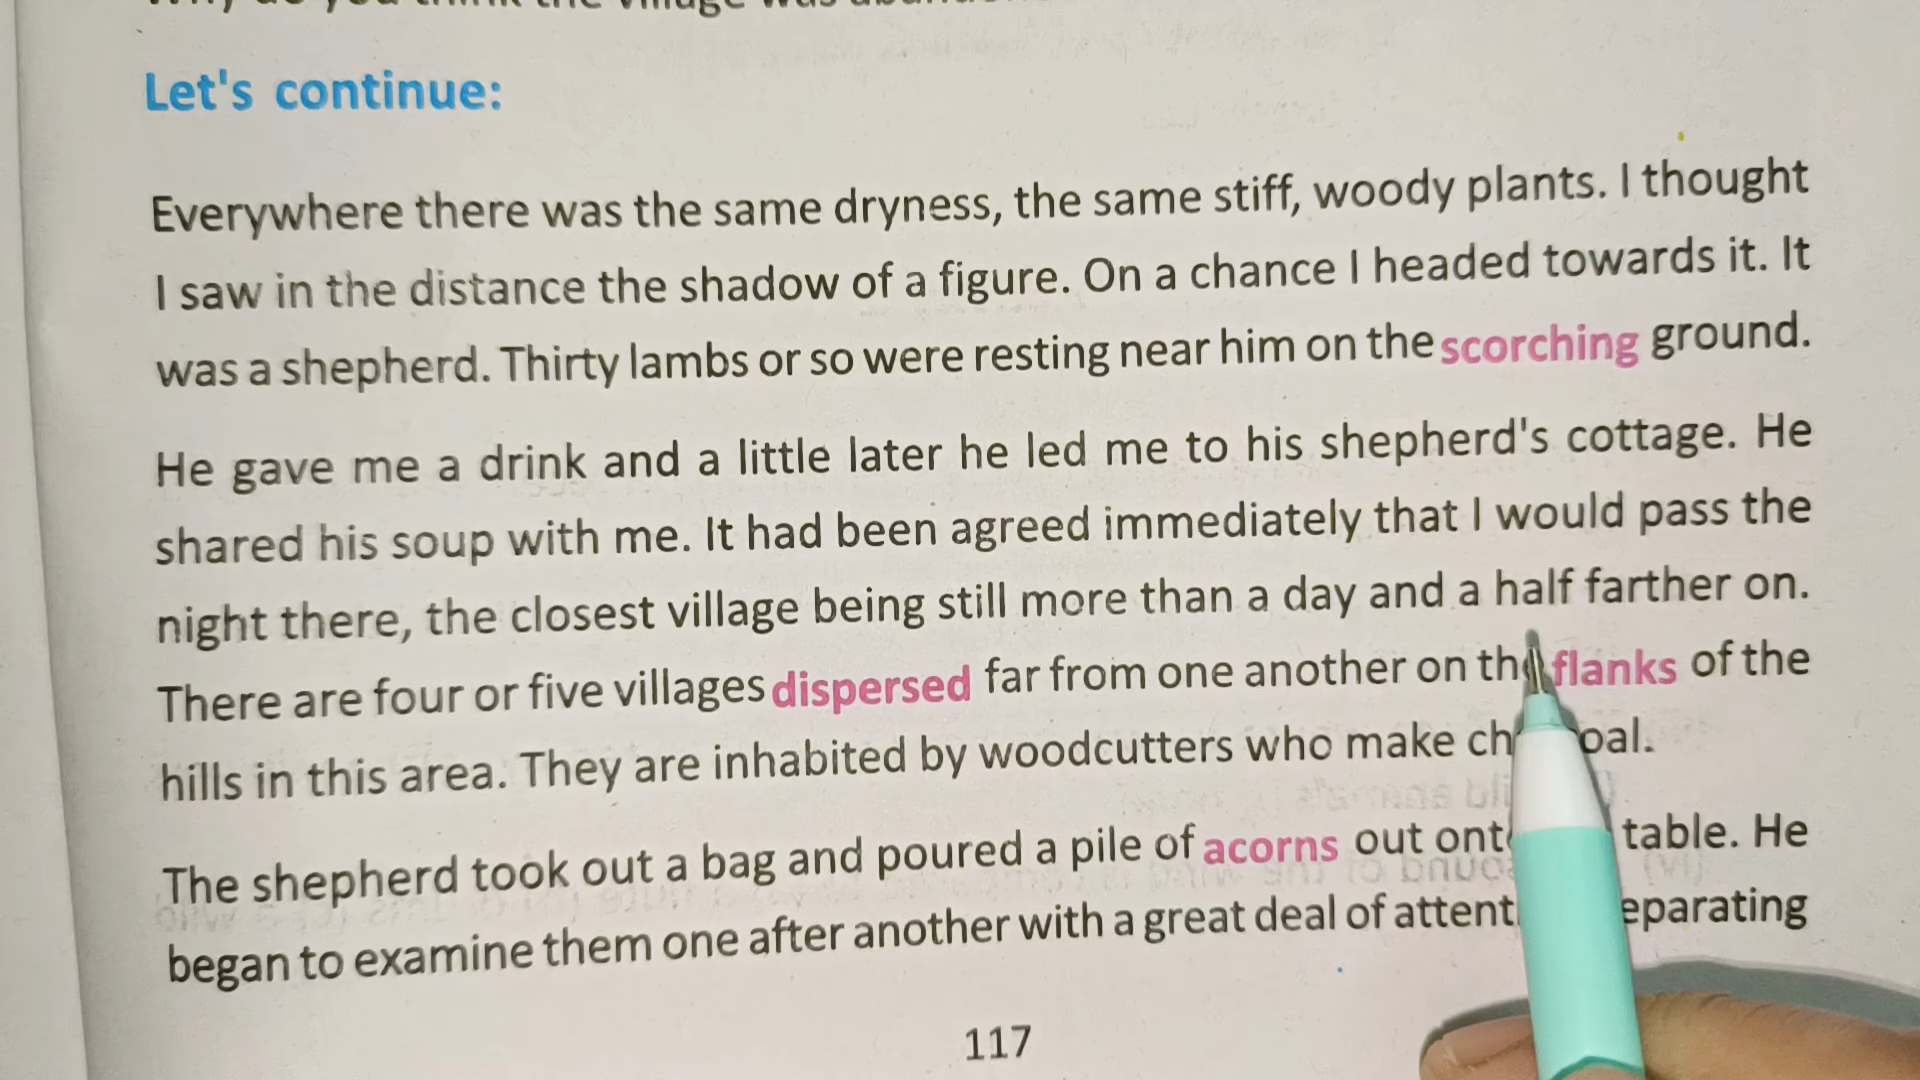 Why do you think the village was
Let's continue:
Everywhere there was the same dryness, the same stiff, woody plants. I thought
I saw in the distance the shadow of a figure. On a chance I headed towards it. It
was a shepherd. Thirty lambs or so were resting near him on the scorching ground.
He gave me a drink and a little later he led me to his shepherd's cottage. He
shared his soup with me. It had been agreed immediately that I would pass the
night there, the closest village being still more than a day and a half farther on.
There are four or five villages dispersed far from one another on the flanks of the
hills in this area. They are inhabited by woodcutters who make
The shepherd took out a bag and poured a pile of acorns out table. He
began to examine them one after another with a great deal of
117